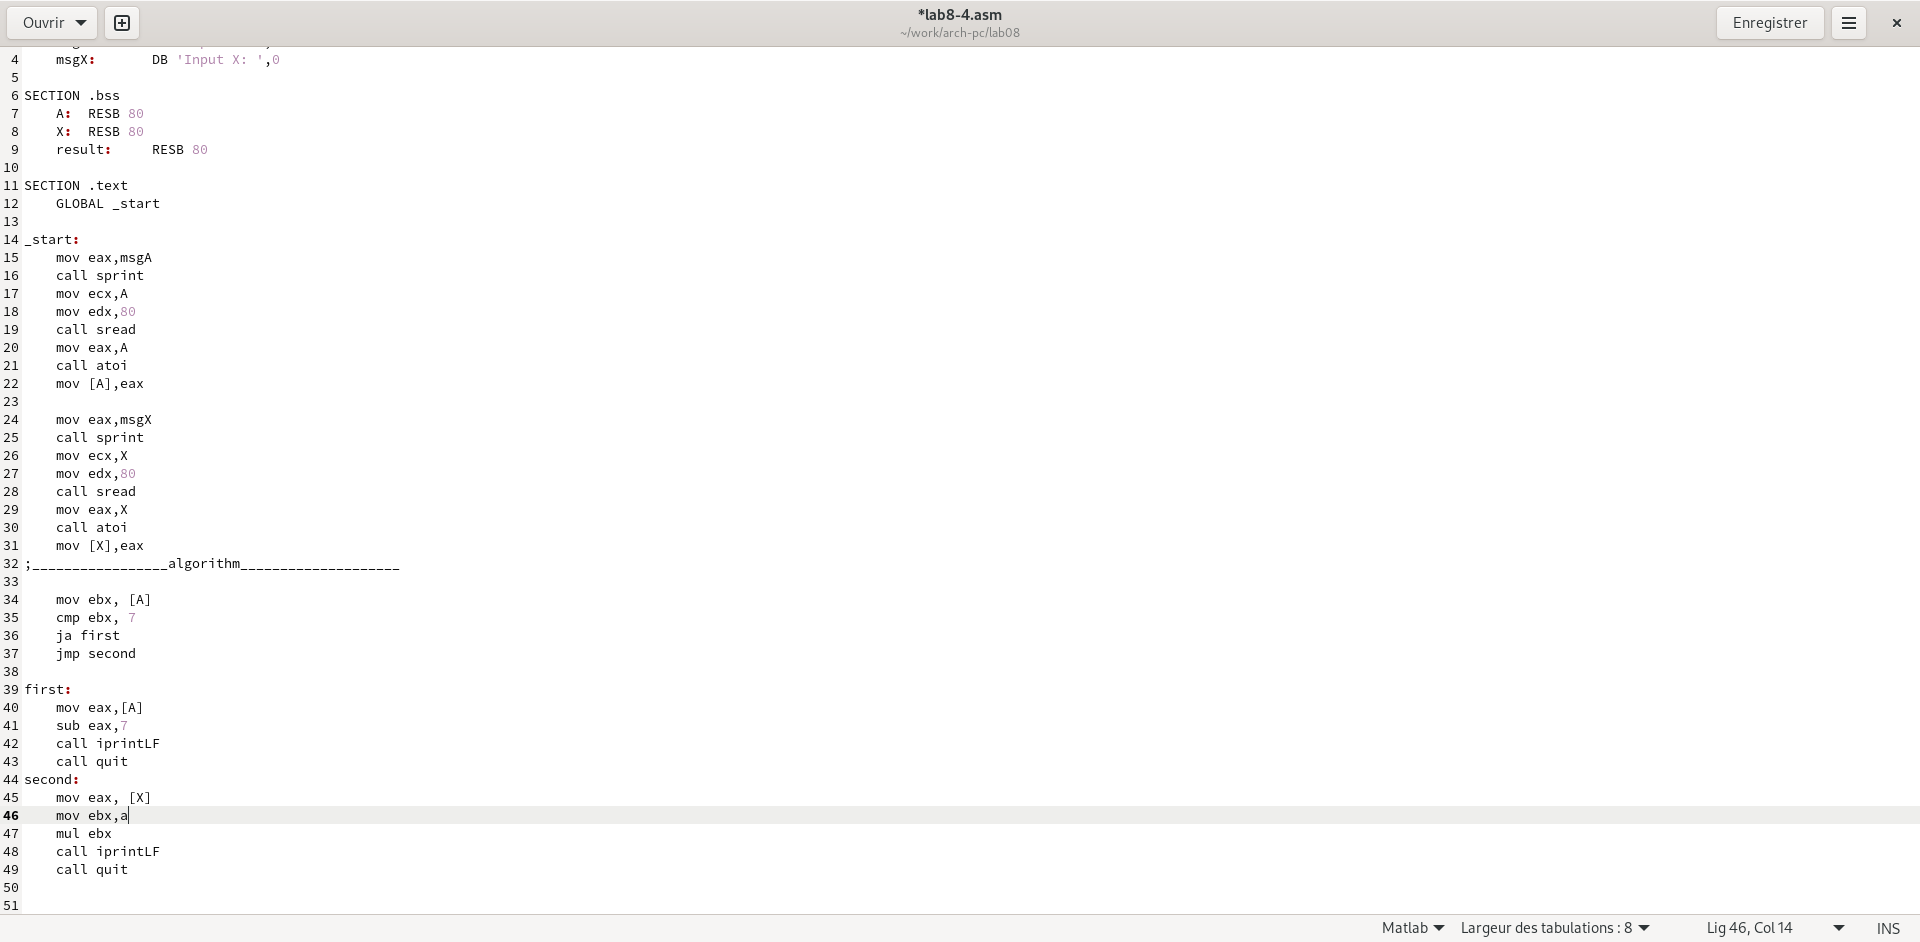 Ouvrir
*lab8-4.asm
~/work/arch-pc/lab08
Enregistrer
4 msgX: DB 'Input X: ',0
5
6 SECTION .bss
7 A: RESB 80
8 X: RESB 80
9 result: RESB 80
10
11 SECTION .text
12 GLOBAL _start
13
14 _start:
15 mov eax,msgA
16 call sprint
17 mov ecx,A
18 mov edx,80
19 call sread
20 mov eax,A
21 call atoi
22 mov [A],eax
23
24 mov eax,msgX
25 call sprint
26 mov ecx,X
27 mov edx,80
28 call sread
29 mov eax,X
30 call atoi
31 mov [X],eax
32 ;_________________algorithm____________________
33
34 mov ebx, [A]
35 cmp ebx, 7
36 ja first
37 jmp second
38
39 first:
40 mov eax,[A]
41 sub eax,7
42 call iprintLF
43 call quit
44 second:
45 mov eax, [X]
46 mov ebx,a
47 mul ebx
48 call iprintLF
49 call quit
50
51
Matlab Largeur des tabulations : 8 Lig 46, Col 14 INS